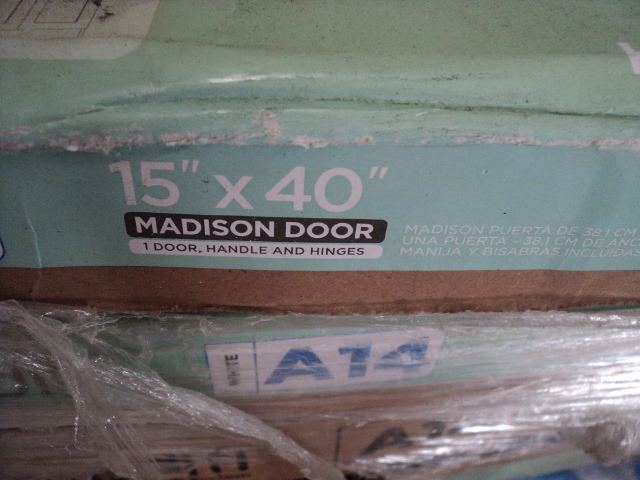 15" x 40"
MADISON DOOR
1 DOOR, HANDLE AND HINGES
MADISON PUERTA DE 38.1 CM
UNA PUERTA - 38.1 CM DE ANC
MANIJA Y BISABRAS INCLUIDAS
WHITE
A14